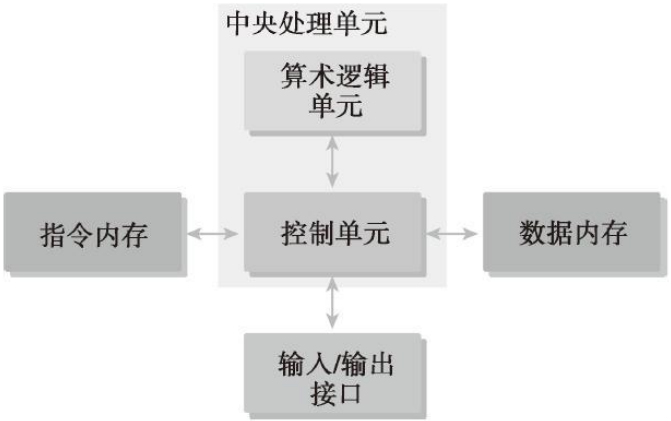 中央处理单元
算术逻辑
单元
指令内存
控制单元
数据内存
输入/输出
接口